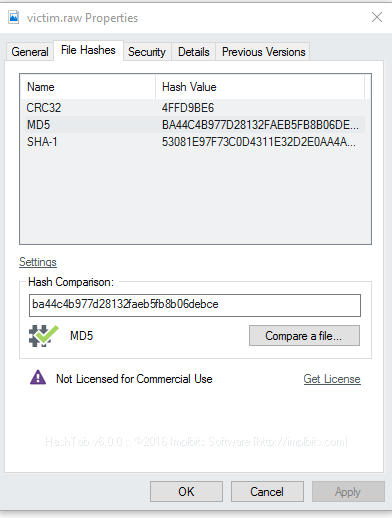 victim.raw Properties
General File Hashes Security Details Previous Versions
Name Hash Value
CRC32 4FFD9BE6
MD5 BA44C4B977D28132FAEB5FB8B06DE...
SHA-1 53081E97F73C0D4311E32D2E0AA4A...
Settings
Hash Comparison:
ba44c4b977d28132faeb5fb8b06debce
MD5 Compare a file...
Not Licensed for Commercial Use Get License
HashTab v6.0.0 : ©2016 Implbits Software [http://implbits.com]
OK Cancel Apply